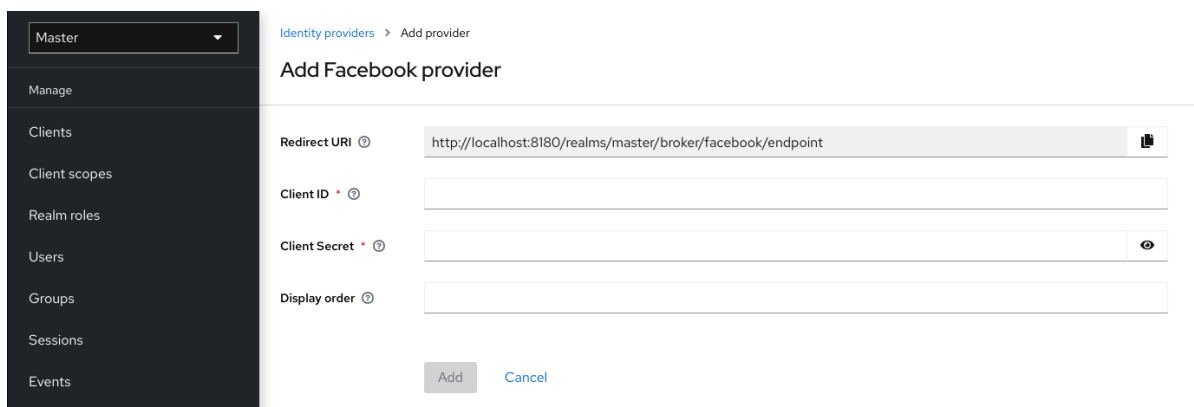 Master
Manage
Clients
Client scopes
Realm roles
Users
Groups
Sessions
Events
Identity providers > Add provider
Add Facebook provider
Redirect URI
http://localhost:8180/realms/master/broker/facebook/endpoint
Client ID *
Client Secret *
Display order
Add Cancel